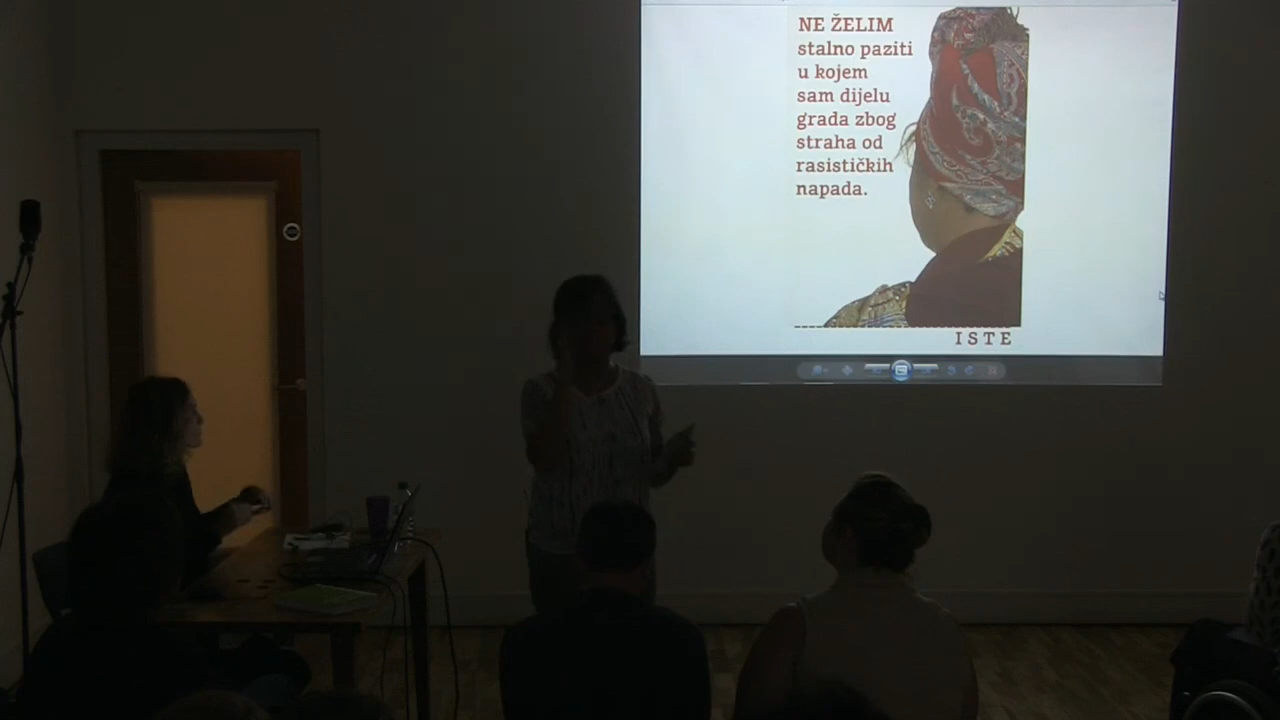 NE ŽELIM
stalno paziti
u kojem
sam dijelu
grada zbog
straha od
rasističkih
napada.
ISTE